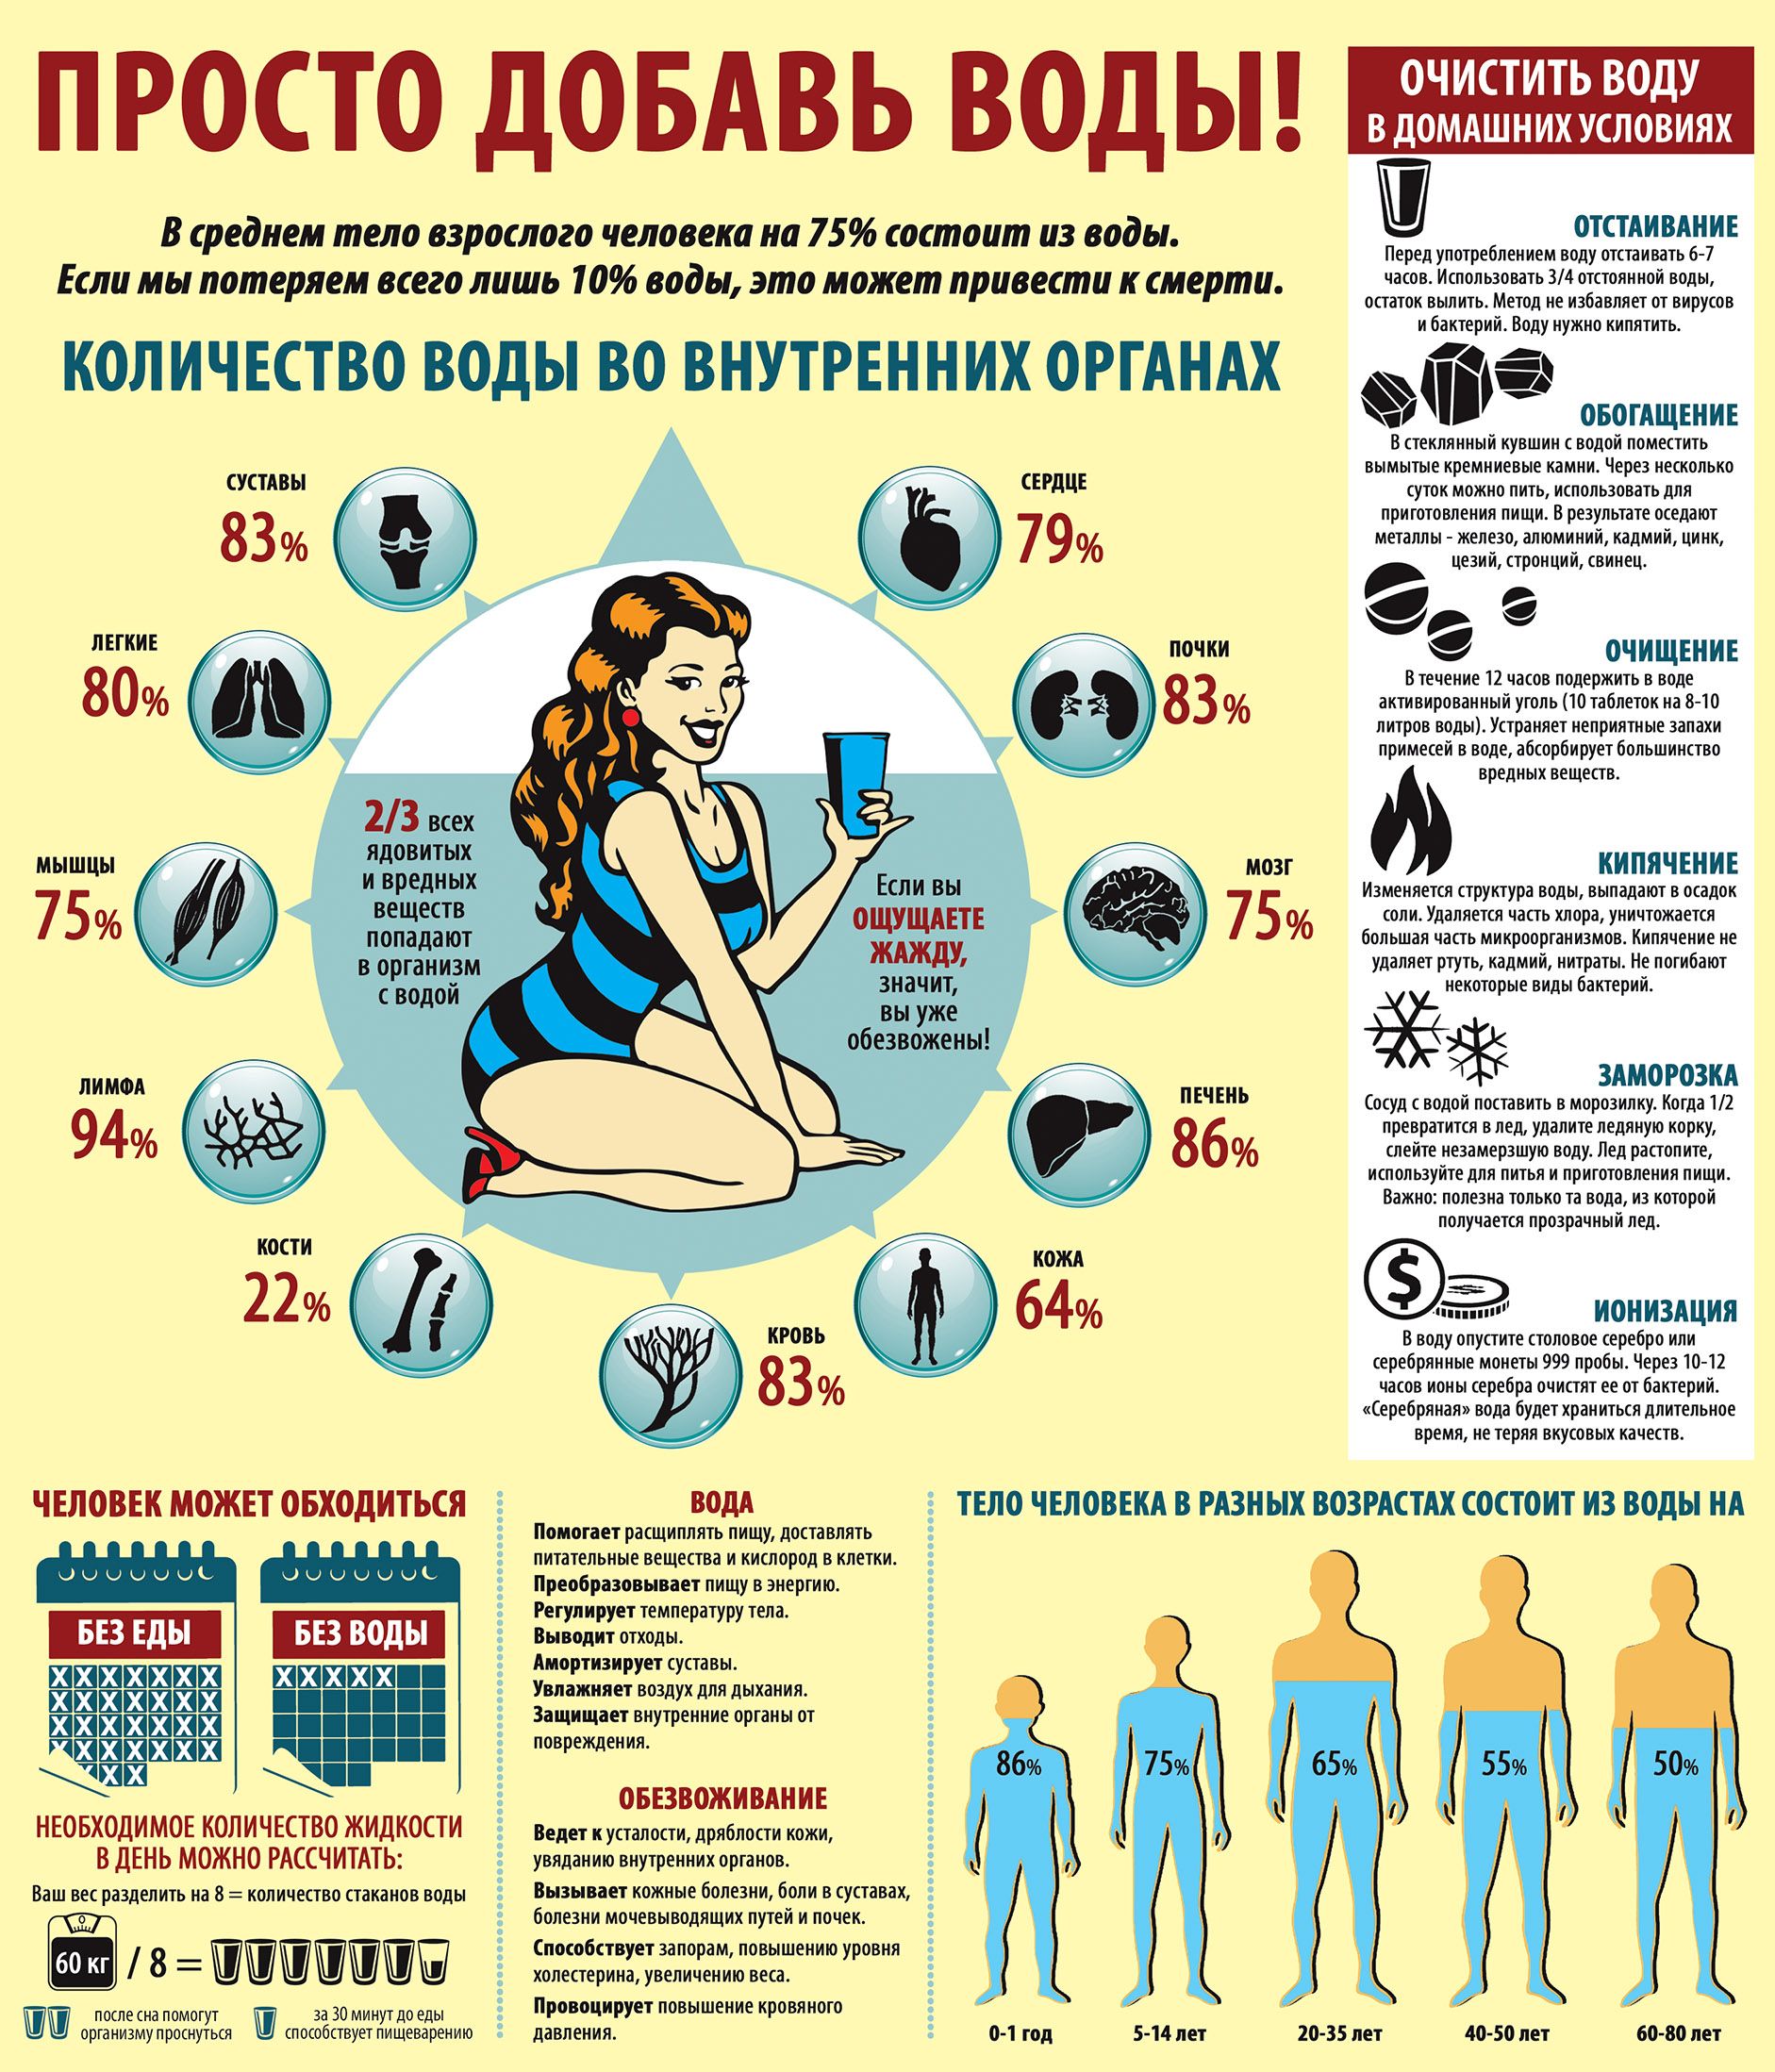 ПРОСТО ДОБАВЬ ВОДЫ!
В среднем тело взрослого человека на 75% состоит из воды.
Если мы потеряем всего лишь 10% воды, это может привести к смерти.
КОЛИЧЕСТВО ВОДЫ ВО ВНУТРЕННИХ ОРГАНАХ
СУСТАВЫ
83%
СЕРДЦЕ
79%
ЛЕГКИЕ
80%
ПОЧКИ
83%
МЫШЦЫ
75%
МОЗГ
75%
ЛИМФА
94%
ПЕЧЕНЬ
86%
КОСТИ
22%
КОЖА
64%
КРОВЬ
83%
2/3 всех
ядовитых
и вредных
веществ
попадают
в организм
с водой
Если вы
ОЩУЩАЕТЕ
ЖАЖДУ,
значит,
вы уже
обезвожены!
ОЧИСТИТЬ ВОДУ
В ДОМАШНИХ УСЛОВИЯХ
ОТСТАИВАНИЕ
Перед употреблением воду отстаивать 6-7
часов. Использовать 3/4 отстоянной воды,
остаток вылить. Метод не избавляет от вирусов
и бактерий. Воду нужно кипятить.
ОБОГАЩЕНИЕ
В стеклянный кувшин с водой поместить
вымытые кремниевые камни. Через несколько
суток можно пить, использовать для
приготовления пищи. В результате оседают
металлы - железо, алюминий, кадмий, цинк,
цезий, стронций, свинец.
ОЧИЩЕНИЕ
В течение 12 часов подержить в воде
активированный уголь (10 таблеток на 8-10
литров воды). Устраняет неприятные запахи
примесей в воде, абсорбирует большинство
вредных веществ.
КИПЯЧЕНИЕ
Изменяется структура воды, выпадают в осадок
соли. Удаляется часть хлора, уничтожается
большая часть микроорганизмов. Кипячение не
удаляет ртуть, кадмий, нитраты. Не погибают
некоторые виды бактерий.
ЗАМОРОЗКА
Сосуд с водой поставить в морозилку. Когда 1/2
превратится в лед, удалите ледяную корку,
слейте незамерзшую воду. Лед растопите,
используйте для питья и приготовления пищи.
Важно: полезна только та вода, из которой
получается прозрачный лед.
$
ИОНИЗАЦИЯ
В воду опустите столовое серебро или
серебрянные монеты 999 пробы. Через 10-12
часов ионы серебра очистят ее от бактерий.
«Серебряная» вода будет храниться длительное
время, не теряя вкусовых качеств.
ЧЕЛОВЕК МОЖЕТ ОБХОДИТЬСЯ
БЕЗ ЕДЫ
X X X X X X X
X X X X X X X
X X X X X X X
X X X X X X X
X X X
БЕЗ ВОДЫ
X X X X X
НЕОБХОДИМОЕ КОЛИЧЕСТВО ЖИДКОСТИ
В ДЕНЬ МОЖНО РАССЧИТАТЬ:
Ваш вес разделить на 8 = количество стаканов воды
60 кг / 8 =
после сна помогут
организму проснуться
за 30 минут до еды
способствует пищеварению
ВОДА
Помогает расщиплять пищу, доставлять
питательные вещества и кислород в клетки.
Преобразовывает пищу в энергию.
Регулирует температуру тела.
Выводит отходы.
Амортизирует суставы.
Увлажняет воздух для дыхания.
Защищает внутренние органы от
повреждения.
ОБЕЗВОЖИВАНИЕ
Ведет к усталости, дряблости кожи,
увяданию внутренних органов.
Вызывает кожные болезни, боли в суставах,
болезни мочевыводящих путей и почек.
Способствует запорам, повышению уровня
холестерина, увеличению веса.
Провоцирует повышение кровяного
давления.
ТЕЛО ЧЕЛОВЕКА В РАЗНЫХ ВОЗРАСТАХ СОСТОИТ ИЗ ВОДЫ НА
86% 75% 65% 55% 50%
0-1 год 5-14 лет 20-35 лет 40-50 лет 60-80 лет